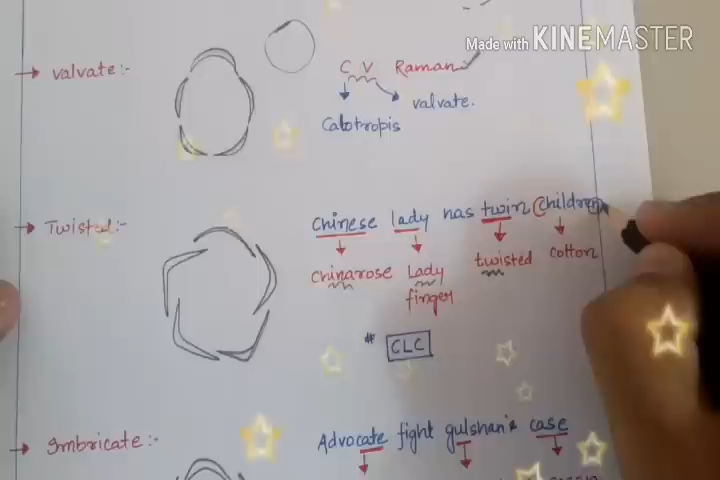 Made with KINEMASTER
→ Valvate:-
C V Raman
Calotropis
valvate.
→ Twisted:-
Chinese lady has twin Children
Chinarose Lady finger
twisted cotton
* CLC
→ Imbricate:-
Advocate fight gulshan's case